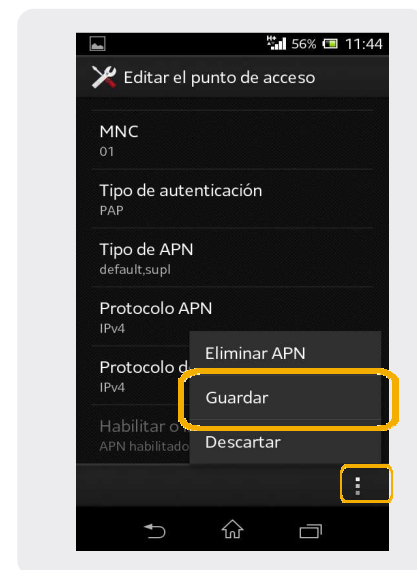 H+ 56% 11:44
Editar el punto de acceso
MNC
01
Tipo de autenticación
PAP
Tipo de APN
default,supl
Protocolo APN
IPv4
Protocolo d
IPv4
Habilitar o
APN habilitado
Eliminar APN
Guardar
Descartar